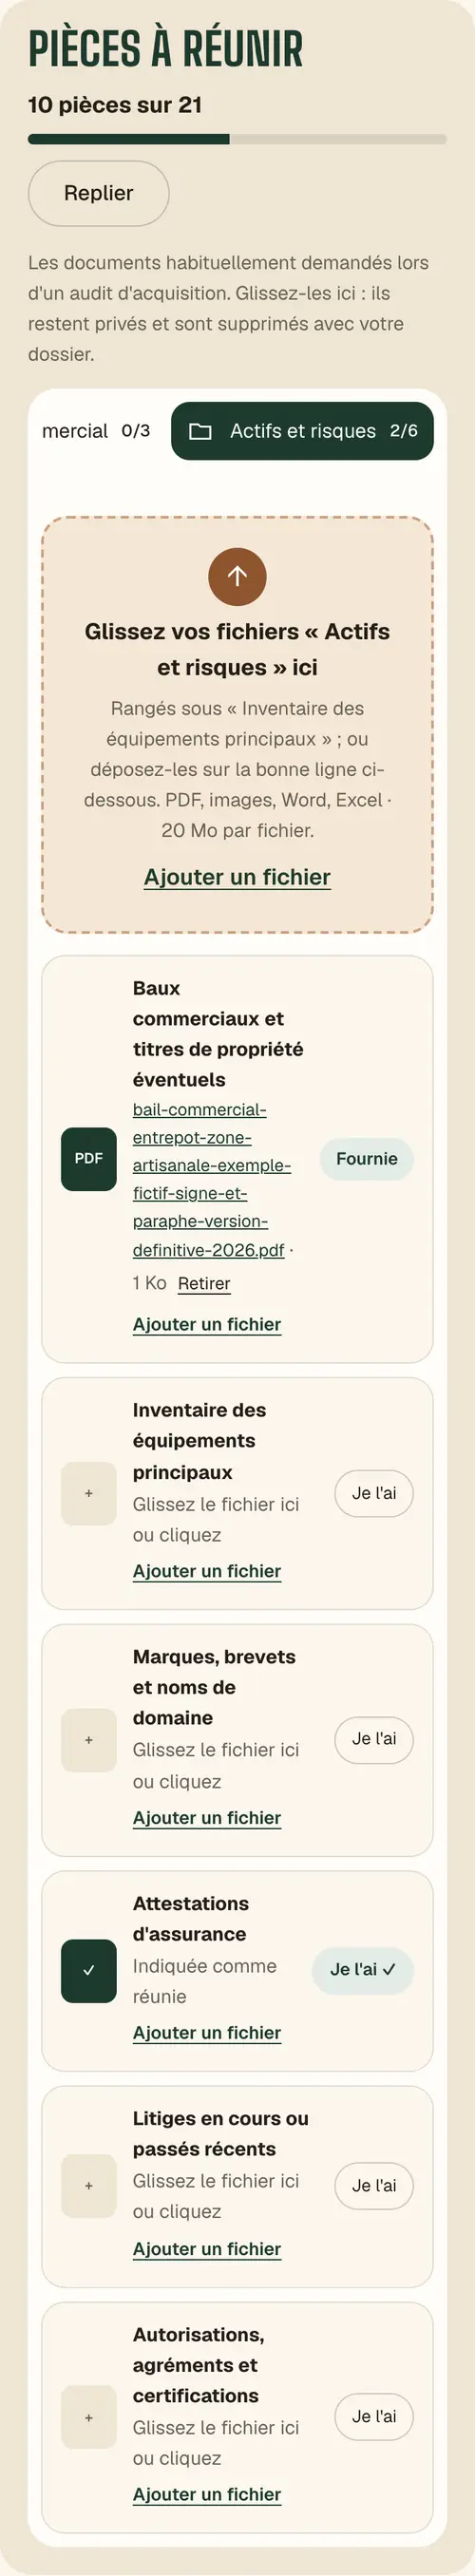 PIÈCES À RÉUNIR
10 pièces sur 21
Replier
Les documents habituellement demandés lors
d'un audit d'acquisition. Glissez-les ici : ils
restent privés et sont supprimés avec votre
dossier.
mercial 0/3
Actifs et risques 2/6
Glissez vos fichiers « Actifs
et risques » ici
Rangés sous « Inventaire des
équipements principaux » ; ou
déposez-les sur la bonne ligne ci-
dessous. PDF, images, Word, Excel ·
20 Mo par fichier.
Ajouter un fichier
Baux
commerciaux et
titres de propriété
éventuels
bail-commercial-
entrepot-zone-
artisanale-exemple-
fictif-signe-et-
paraphe-version-
definitive-2026.pdf ·
1 Ko Retirer
Ajouter un fichier
PDF
Fournie
Inventaire des
équipements
principaux
Glissez le fichier ici
ou cliquez
Ajouter un fichier
+
Je l'ai
Marques, brevets
et noms de
domaine
Glissez le fichier ici
ou cliquez
Ajouter un fichier
+
Je l'ai
Attestations
d'assurance
Indiquée comme
réunie
Ajouter un fichier
✓
Je l'ai ✓
Litiges en cours ou
passés récents
Glissez le fichier ici
ou cliquez
Ajouter un fichier
+
Je l'ai
Autorisations,
agréments et
certifications
Glissez le fichier ici
ou cliquez
Ajouter un fichier
+
Je l'ai